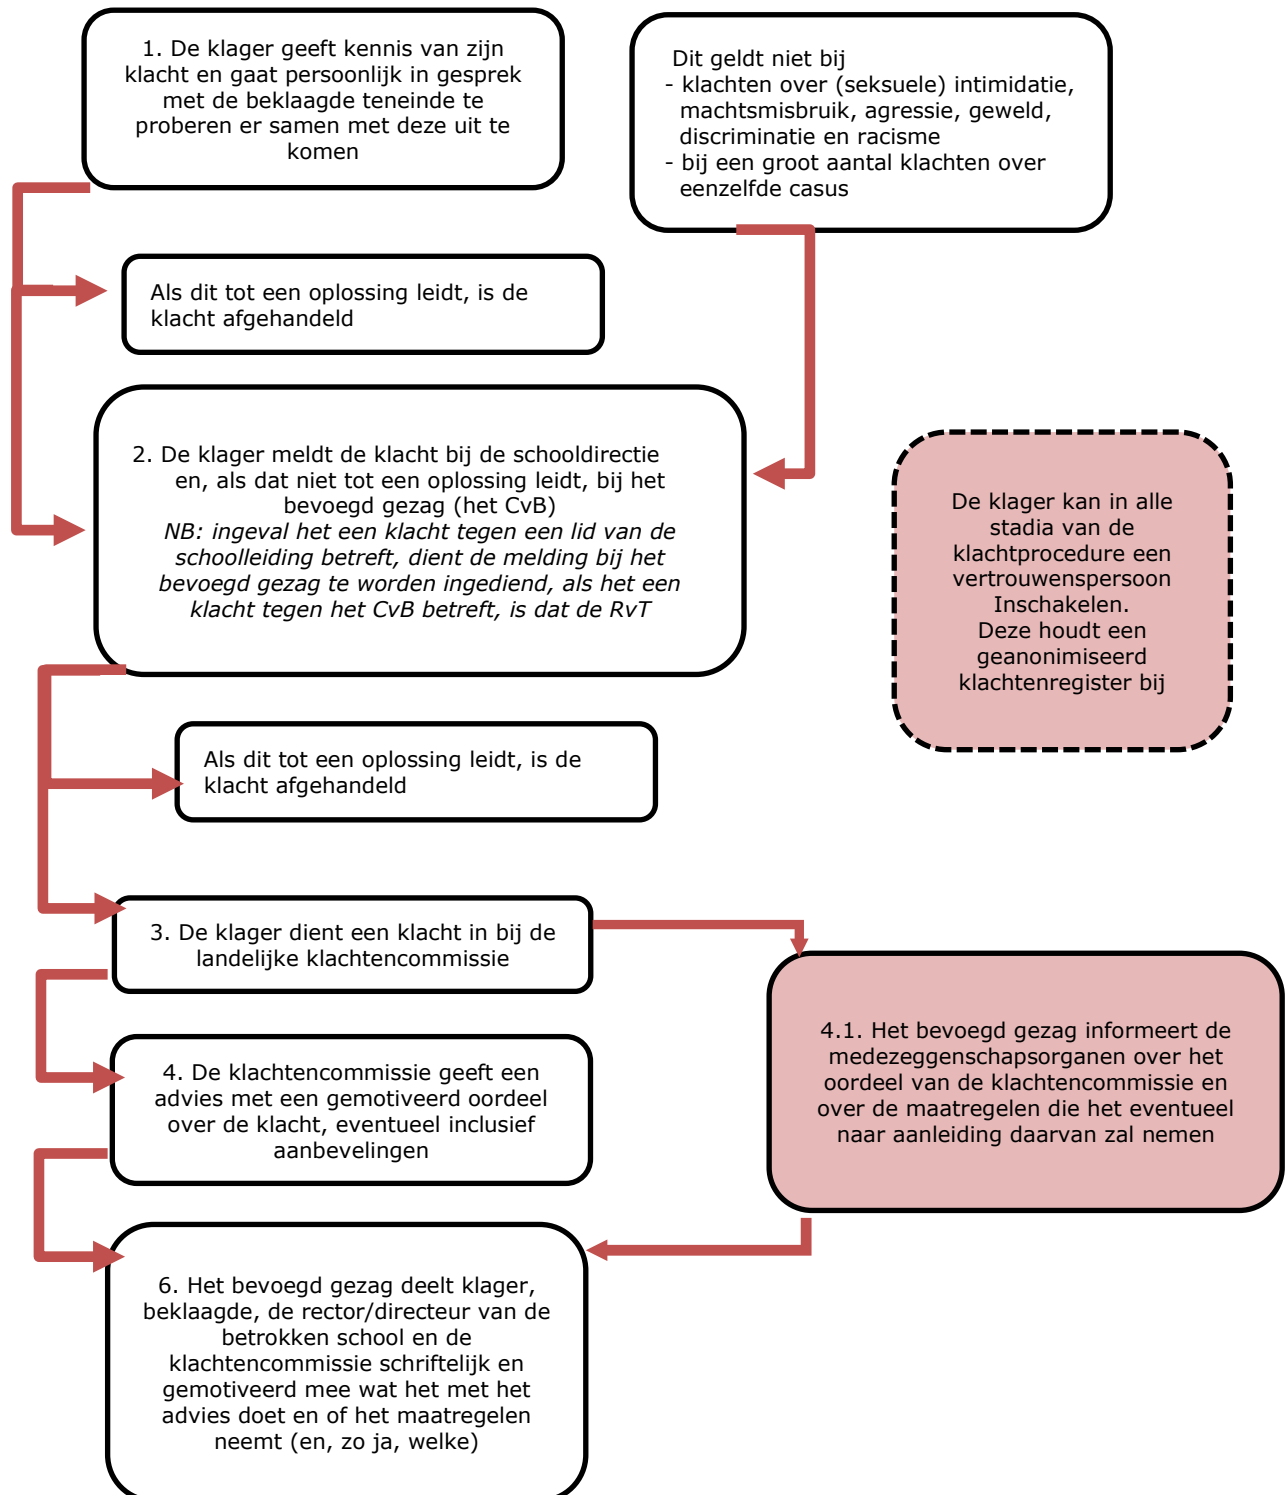 1. De klager geeft kennis van zijn
klacht en gaat persoonlijk in gesprek
met de beklaagde teneinde te
proberen er samen met deze uit te
komen
Dit geldt niet bij
- klachten over (seksuele) intimidatie,
machtsmisbruik, agressie, geweld,
discriminatie en racisme
- bij een groot aantal klachten over
eenzelfde casus
Als dit tot een oplossing leidt, is de
klacht afgehandeld
2. De klager meldt de klacht bij de schooldirectie
en, als dat niet tot een oplossing leidt, bij het
bevoegd gezag (het CvB)
NB: ingeval het een klacht tegen een lid van de
schoolleiding betreft, dient de melding bij het
bevoegd gezag te worden ingediend, als het een
klacht tegen het CvB betreft, is dat de RvT
De klager kan in alle
stadia van de
klachtprocedure een
vertrouwenspersoon
Inschakelen.
Deze houdt een
geanonimiseerd
klachtenregister bij
Als dit tot een oplossing leidt, is de
klacht afgehandeld
3. De klager dient een klacht in bij de
landelijke klachtencommissie
4.1. Het bevoegd gezag informeert de
medezeggenschapsorganen over het
oordeel van de klachtencommissie en
over de maatregelen die het eventueel
naar aanleiding daarvan zal nemen
4. De klachtencommissie geeft een
advies met een gemotiveerd oordeel
over de klacht, eventueel inclusief
aanbevelingen
6. Het bevoegd gezag deelt klager,
beklaagde, de rector/directeur van de
betrokken school en de
klachtencommissie schriftelijk en
gemotiveerd mee wat het met het
advies doet en of het maatregelen
neemt (en, zo ja, welke)